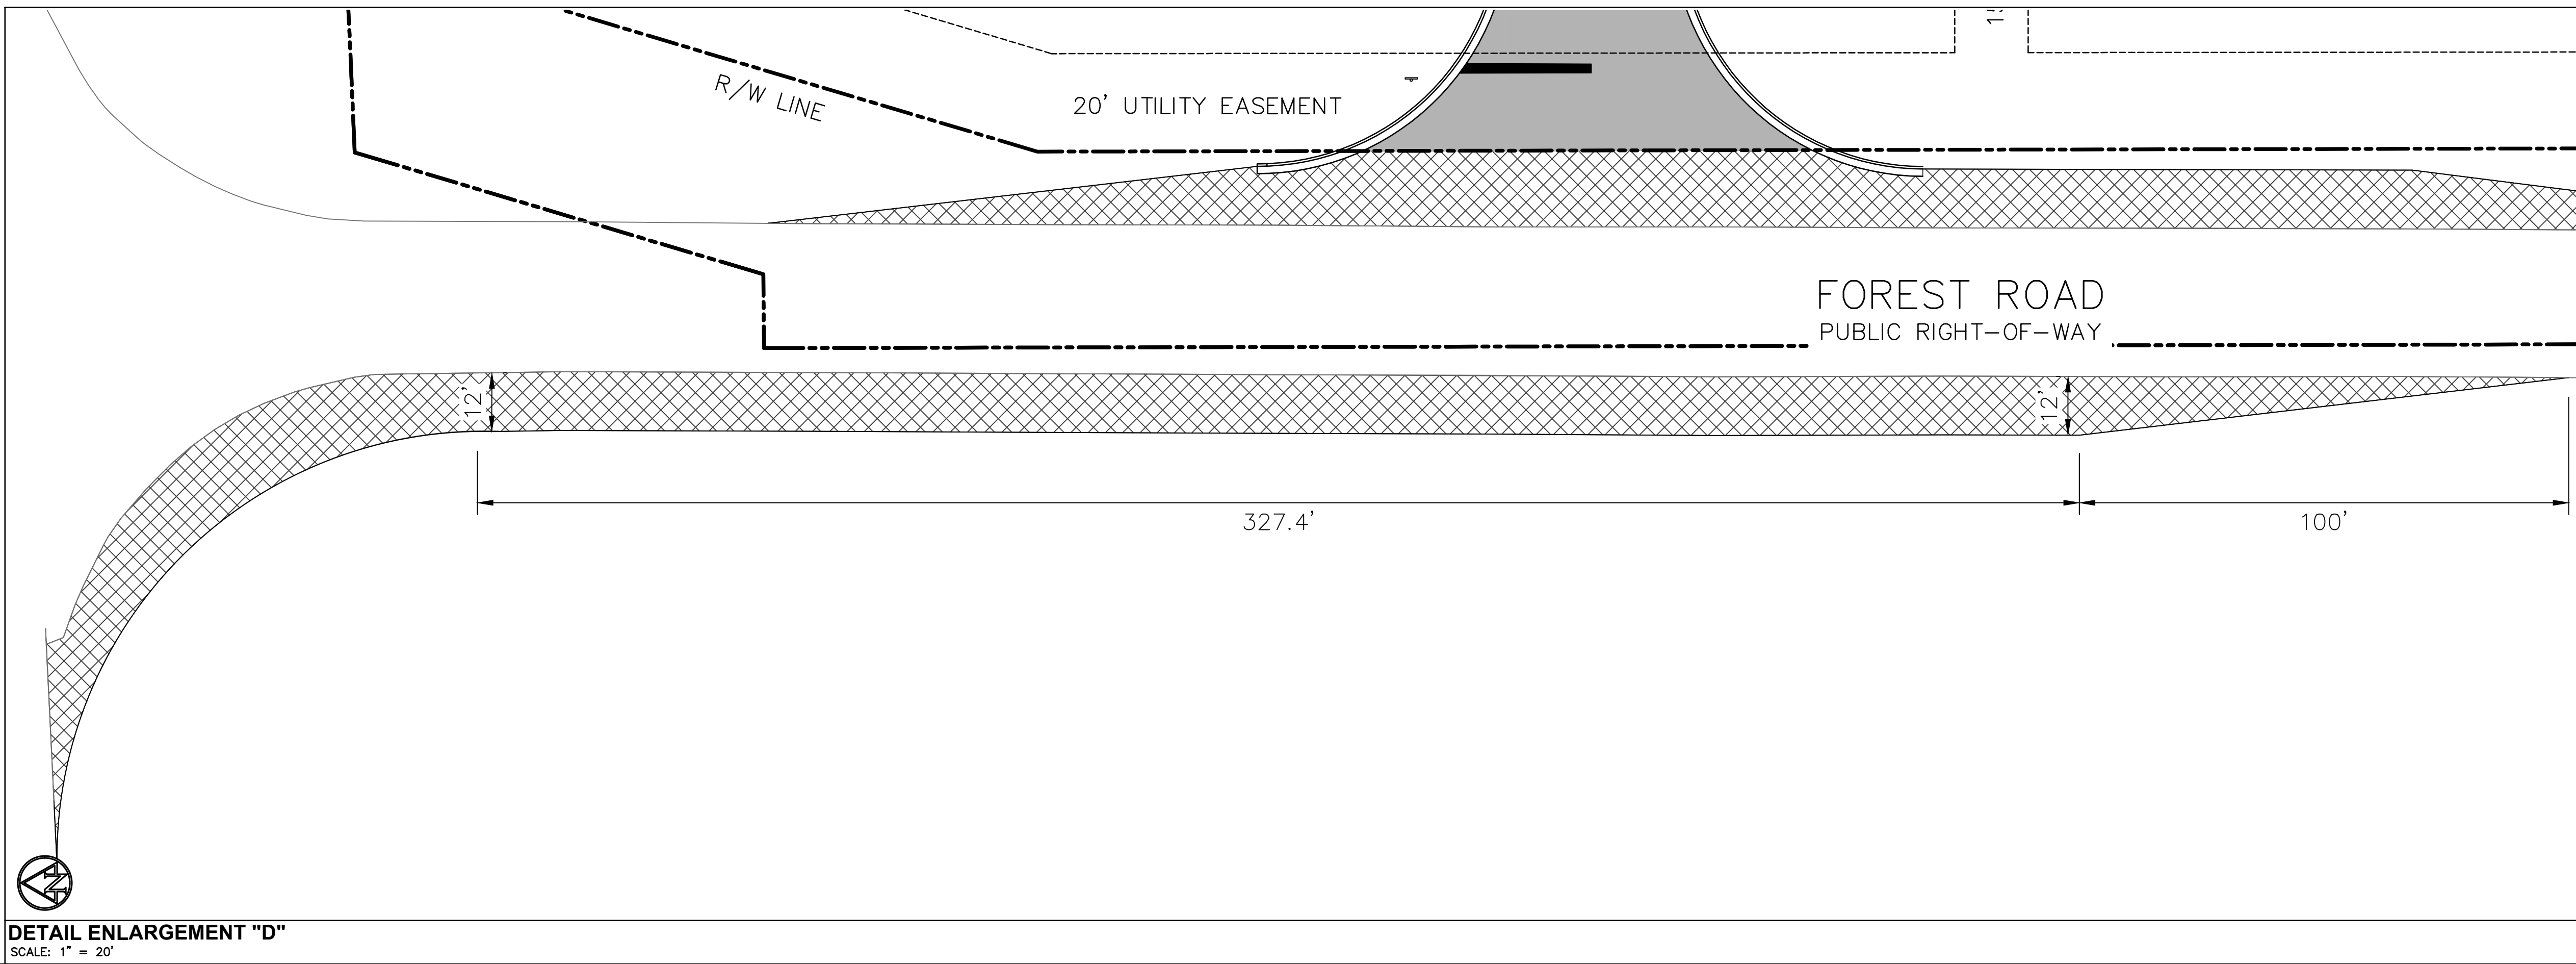 R/W LINE
20' UTILITY EASEMENT
FOREST ROAD
PUBLIC RIGHT-OF-WAY
12'
12'
327.4'
100'
N
DETAIL ENLARGEMENT "D"
SCALE: 1" = 20'